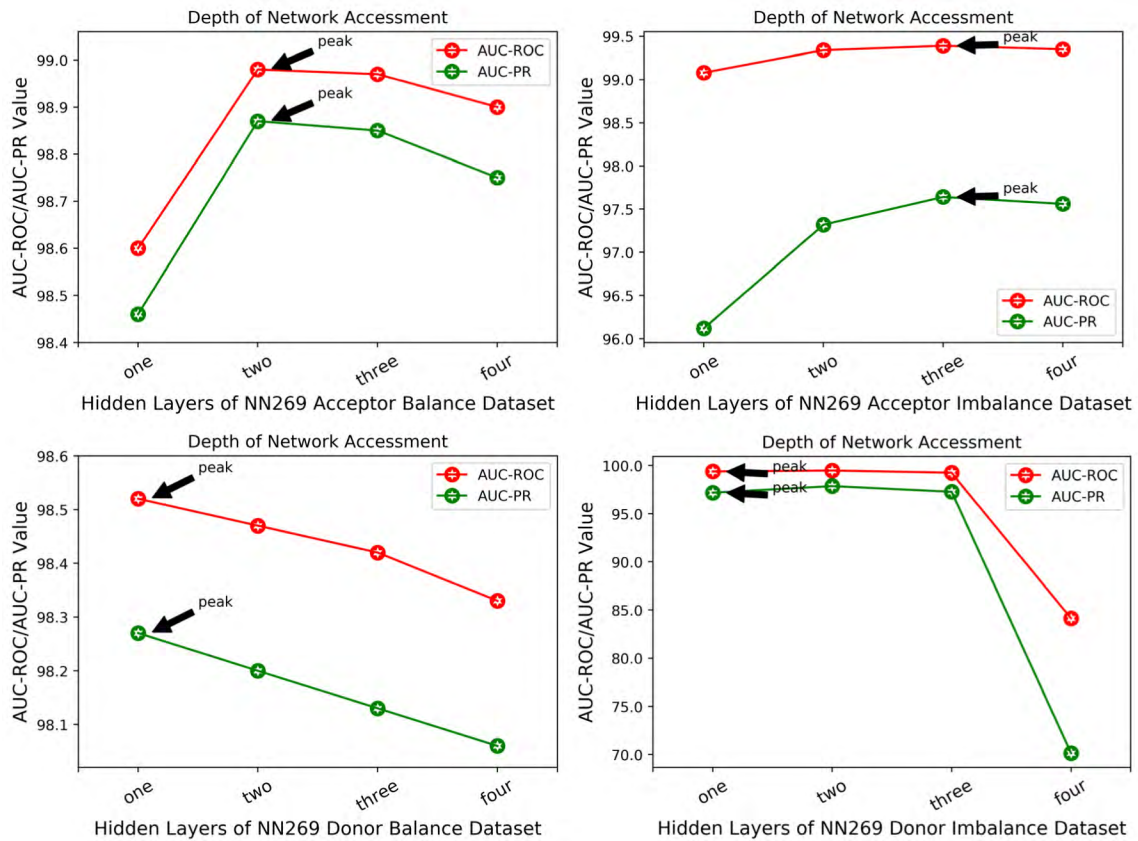 Depth of Network Accessment
peak
peak
AUC-ROC
AUC-PR
AUC-ROC/AUC-PR Value
99.0
98.9
98.8
98.7
98.6
98.5
98.4
one
two
three
four
Hidden Layers of NN269 Acceptor Balance Dataset
Depth of Network Accessment
peak
peak
AUC-ROC
AUC-PR
AUC-ROC/AUC-PR Value
99.5
99.0
98.5
98.0
97.5
97.0
96.5
96.0
one
two
three
four
Hidden Layers of NN269 Acceptor Imbalance Dataset
Depth of Network Accessment
peak
peak
AUC-ROC
AUC-PR
AUC-ROC/AUC-PR Value
98.6
98.5
98.4
98.3
98.2
98.1
one
two
three
four
Hidden Layers of NN269 Donor Balance Dataset
Depth of Network Accessment
peak
peak
AUC-ROC
AUC-PR
AUC-ROC/AUC-PR Value
100.0
95.0
90.0
85.0
80.0
75.0
70.0
one
two
three
four
Hidden Layers of NN269 Donor Imbalance Dataset